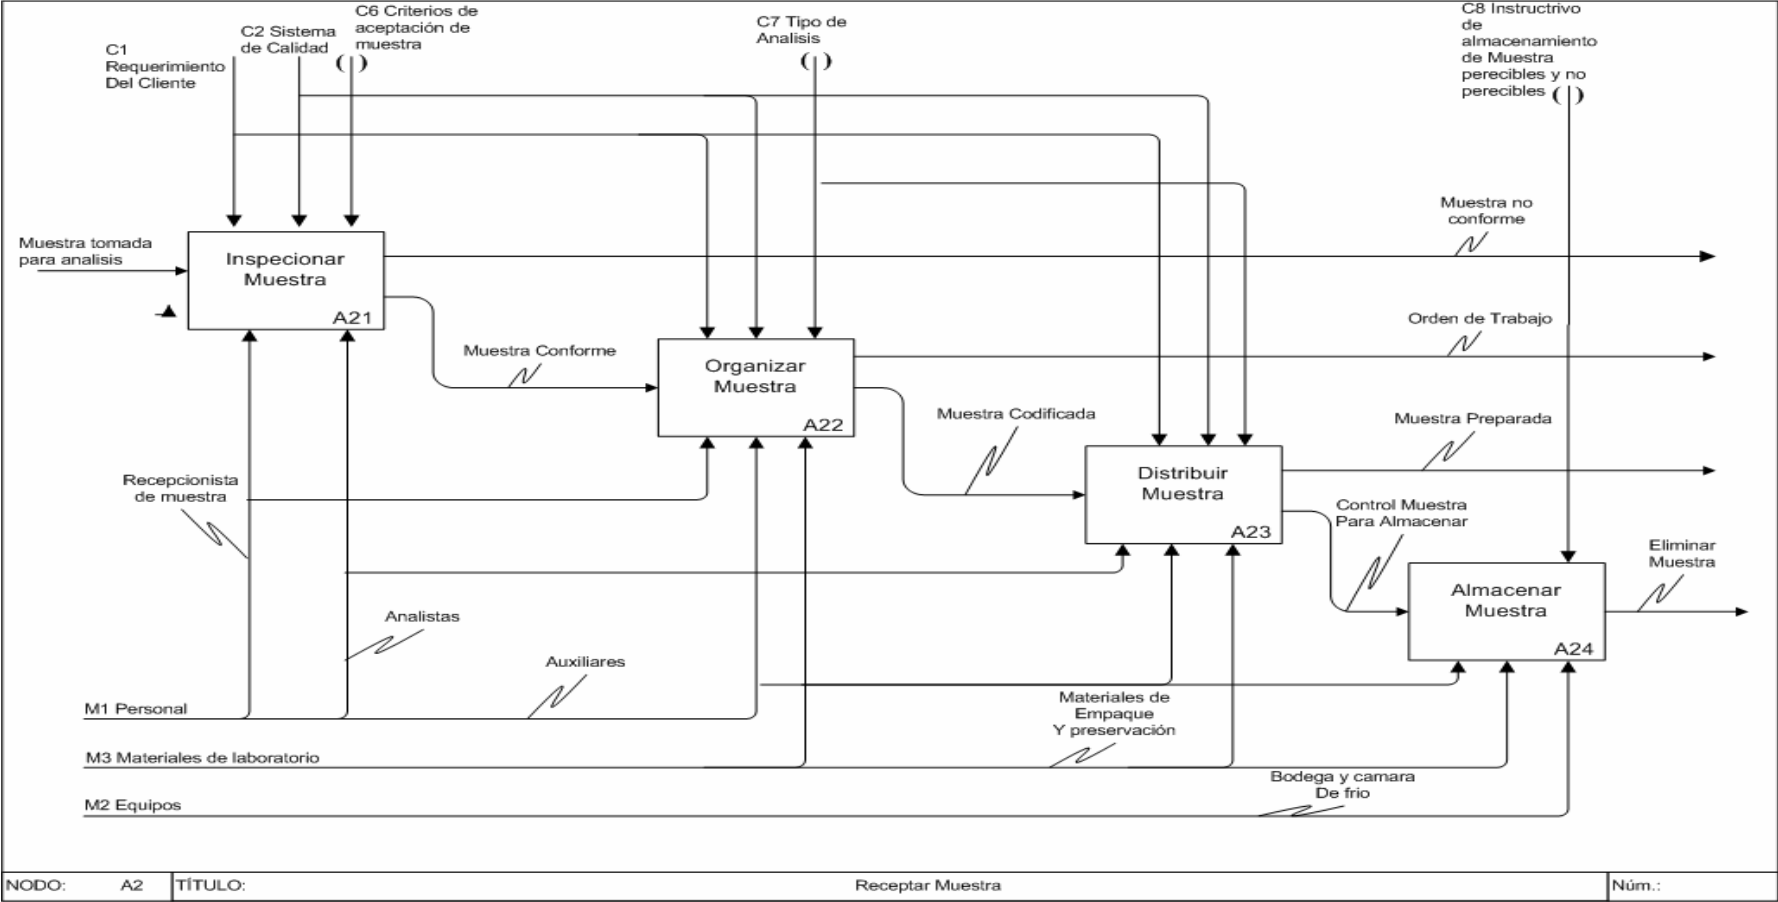 C1
Requerimiento
Del Cliente
C2 Sistema
de Calidad
C6 Criterios de
aceptación de
muestra
( )
C7 Tipo de
Analisis
( )
C8 Instructrivo
de
almacenamiento
de Muestra
perecibles y no
perecibles ( )
Muestra tomada
para analisis
Inspecionar
Muestra
A21
Muestra no
conforme
Orden de Trabajo
Muestra Conforme
Organizar
Muestra
A22
Muestra Codificada
Muestra Preparada
Distribuir
Muestra
A23
Recepcionista
de muestra
Control Muestra
Para Almacenar
Eliminar
Muestra
Almacenar
Muestra
A24
Analistas
Auxiliares
M1 Personal
Materiales de
Empaque
Y preservación
M3 Materiales de laboratorio
Bodega y camara
De frio
M2 Equipos
NODO: A2 TÍTULO: Receptar Muestra Núm.: